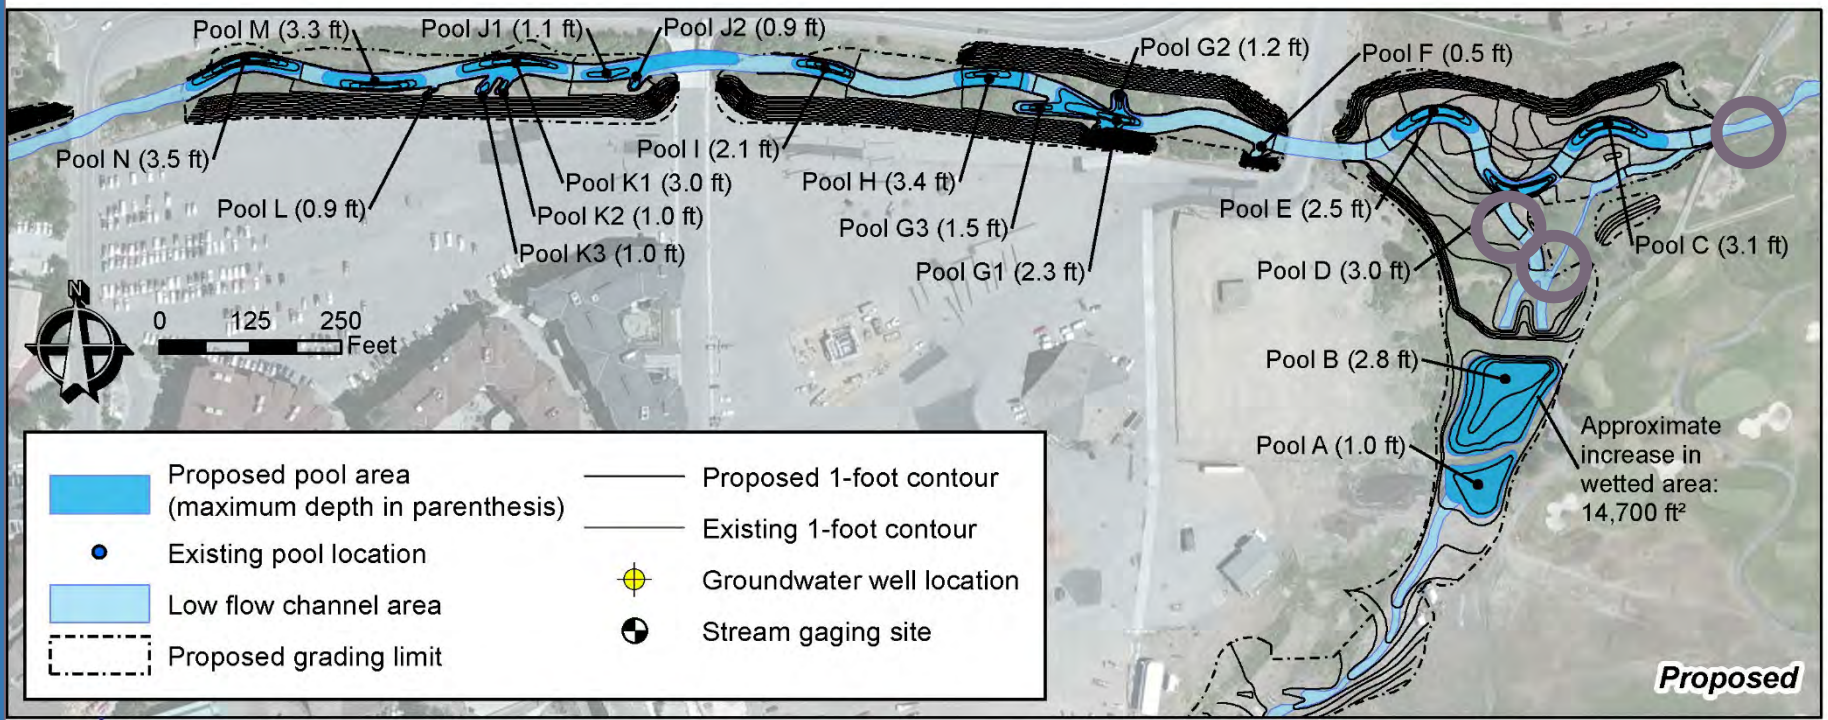 Pool M (3.3 ft)
Pool J1 (1.1 ft)
Pool J2 (0.9 ft)
Pool G2 (1.2 ft)
Pool F (0.5 ft)
Pool N (3.5 ft)
Pool I (2.1 ft)
Pool K1 (3.0 ft)
Pool H (3.4 ft)
Pool L (0.9 ft)
Pool K2 (1.0 ft)
Pool G3 (1.5 ft)
Pool E (2.5 ft)
Pool K3 (1.0 ft)
Pool G1 (2.3 ft)
Pool D (3.0 ft)
Pool C (3.1 ft)
N
0 125 250
Feet
Pool B (2.8 ft)
Pool A (1.0 ft)
Approximate
increase in
wetted area:
14,700 ft²
Proposed pool area
(maximum depth in parenthesis)
Existing pool location
Low flow channel area
Proposed grading limit
Proposed 1-foot contour
Existing 1-foot contour
Groundwater well location
Stream gaging site
Proposed